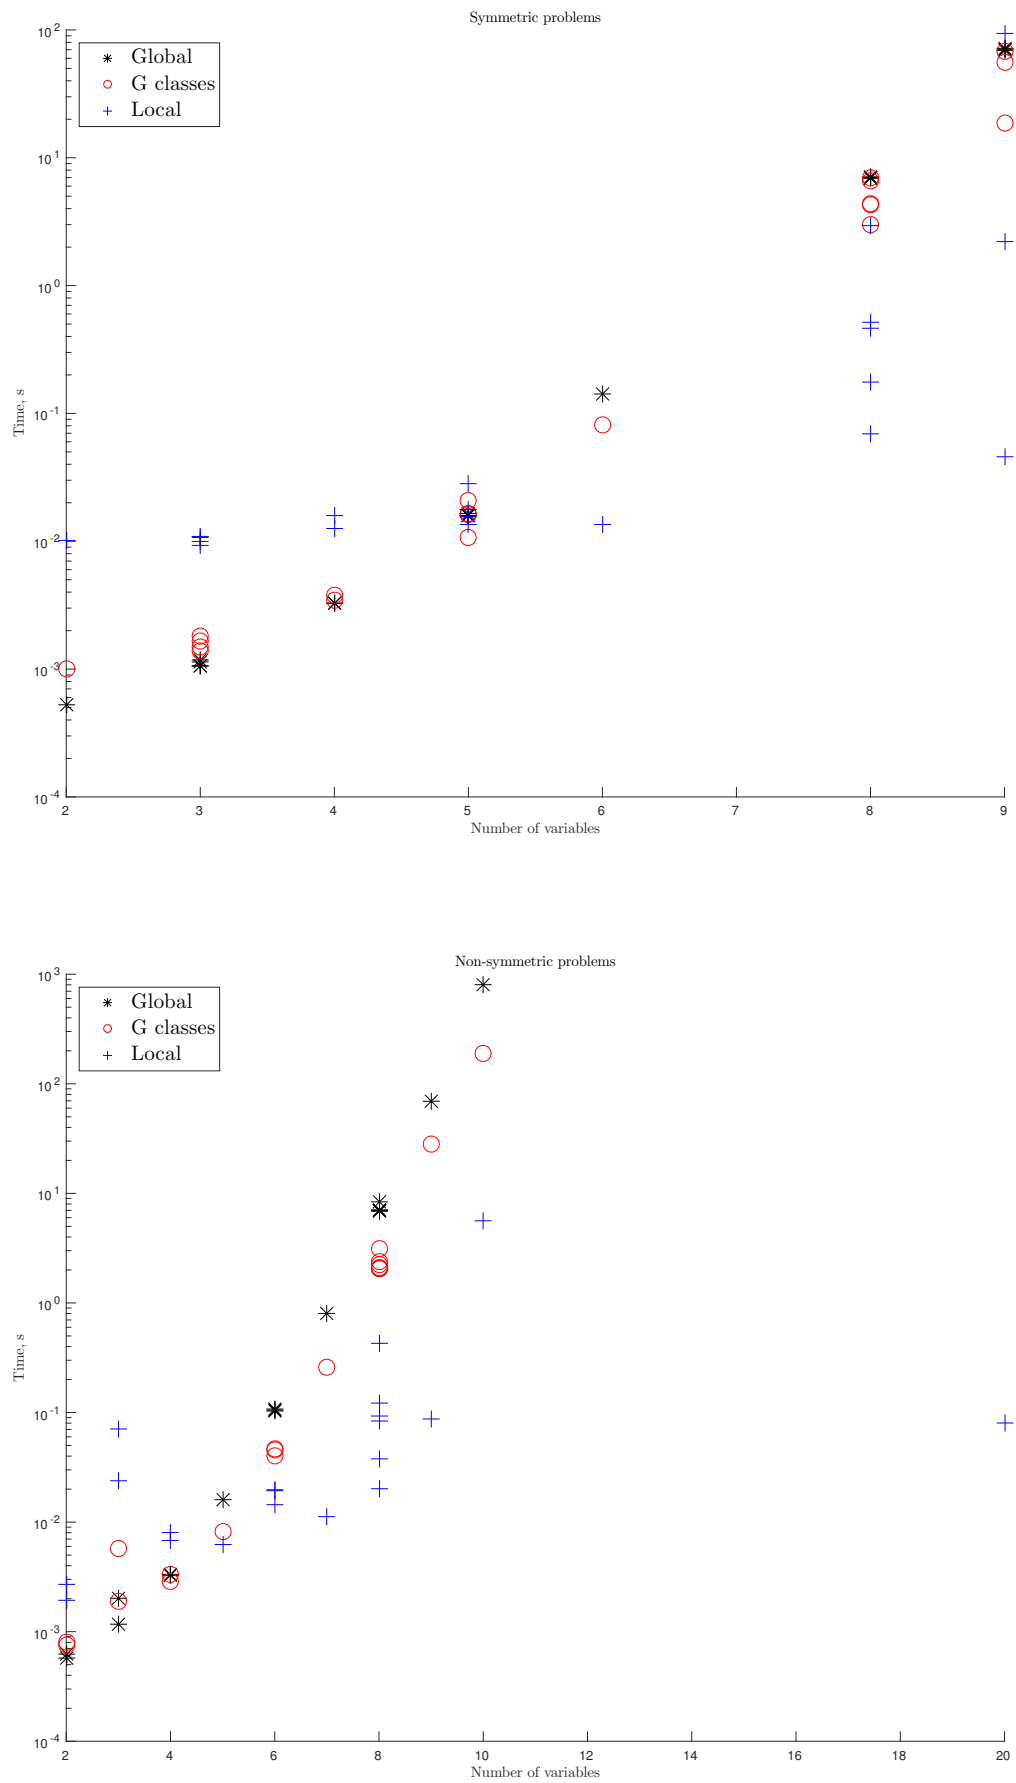 Symmetric problems
10^2
10^1
10^0
10^-1
10^-2
10^-3
10^-4
Time, s
Global
G classes
Local
2 3 4 5 6 7 8 9
Number of variables
Non-symmetric problems
10^3
10^2
10^1
10^0
10^-1
10^-2
10^-3
10^-4
Time, s
Global
G classes
Local
2 4 6 8 10 12 14 16 18 20
Number of variables